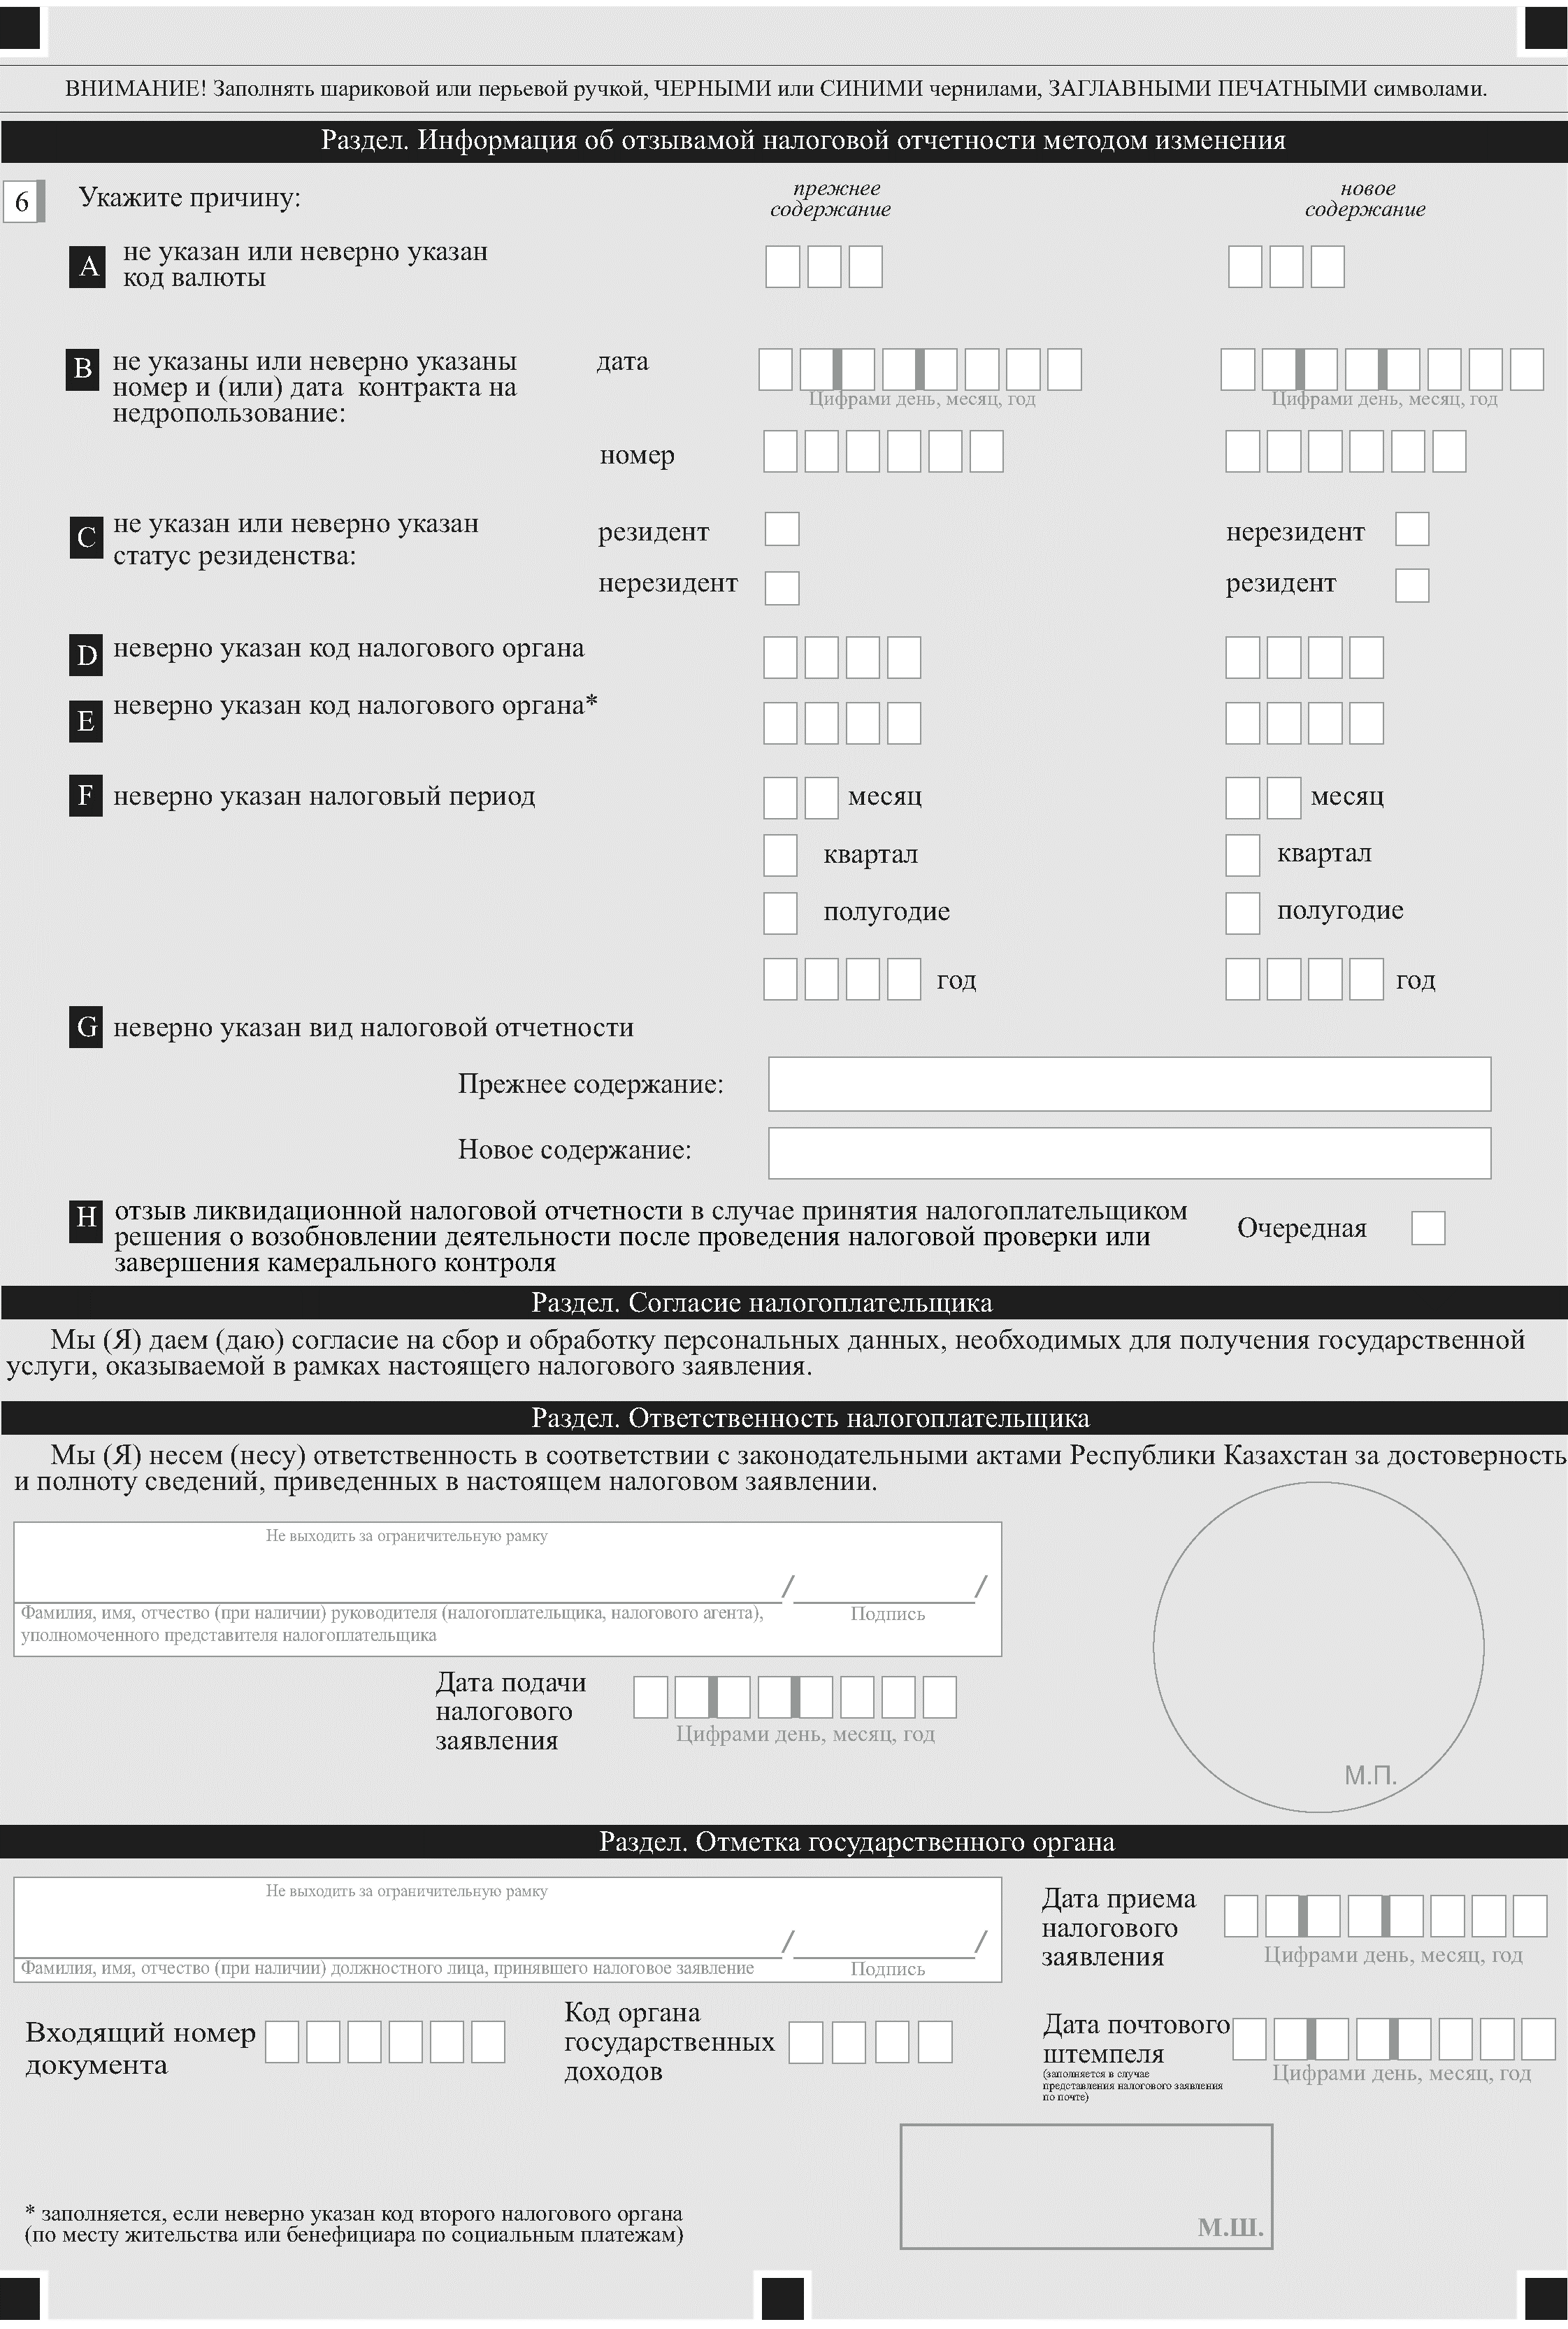 ВНИМАНИЕ! Заполнять шариковой или перьевой ручкой, ЧЕРНЫМИ или СИНИМИ чернилами, ЗАГЛАВНЫМИ ПЕЧАТНЫМИ символами.
Раздел. Информация об отзывамой налоговой отчетности методом изменения
6 Укажите причину:
прежнее
содержание
новое
содержание
A не указан или неверно указан
код валюты
B не указаны или неверно указаны
номер и (или) дата контракта на
недропользование:
дата
Цифрами день, месяц, год Цифрами день, месяц, год
номер
C не указан или неверно указан
статус резиденства:
резидент нерезидент
нерезидент резидент
D неверно указан код налогового органа
E неверно указан код налогового органа*
F неверно указан налоговый период месяц месяц
квартал квартал
полугодие полугодие
год год
G неверно указан вид налоговой отчетности
Прежнее содержание:
Новое содержание:
H отзыв ликвидационной налоговой отчетности в случае принятия налогоплательщиком
решения о возобновлении деятельности после проведения налоговой проверки или
завершения камерального контроля
Очередная
Раздел. Согласие налогоплательщика
Мы (Я) даем (даю) согласие на сбор и обработку персональных данных, необходимых для получения государственной
услуги, оказываемой в рамках настоящего налогового заявления.
Раздел. Ответственность налогоплательщика
Мы (Я) несем (несу) ответственность в соответствии с законодательными актами Республики Казахстан за достоверность
и полноту сведений, приведенных в настоящем налоговом заявлении.
Не выходить за ограничительную рамку
/ /
Фамилия, имя, отчество (при наличии) руководителя (налогоплательщика, налогового агента),
уполномоченного представителя налогоплательщика
Подпись
Дата подачи
налогового
заявления
Цифрами день, месяц, год
М.П.
Раздел. Отметка государственного органа
Не выходить за ограничительную рамку
/ /
Фамилия, имя, отчество (при наличии) должностного лица, принявшего налоговое заявление Подпись
Дата приема
налогового
заявления
Цифрами день, месяц, год
Входящий номер
документа
Код органа
государственных
доходов
Дата почтового
штемпеля
(заполняется в случае
представления налогового заявления
по почте)
Цифрами день, месяц, год
М.Ш.
* заполняется, если неверно указан код второго налогового органа
(по месту жительства или бенефициара по социальным платежам)